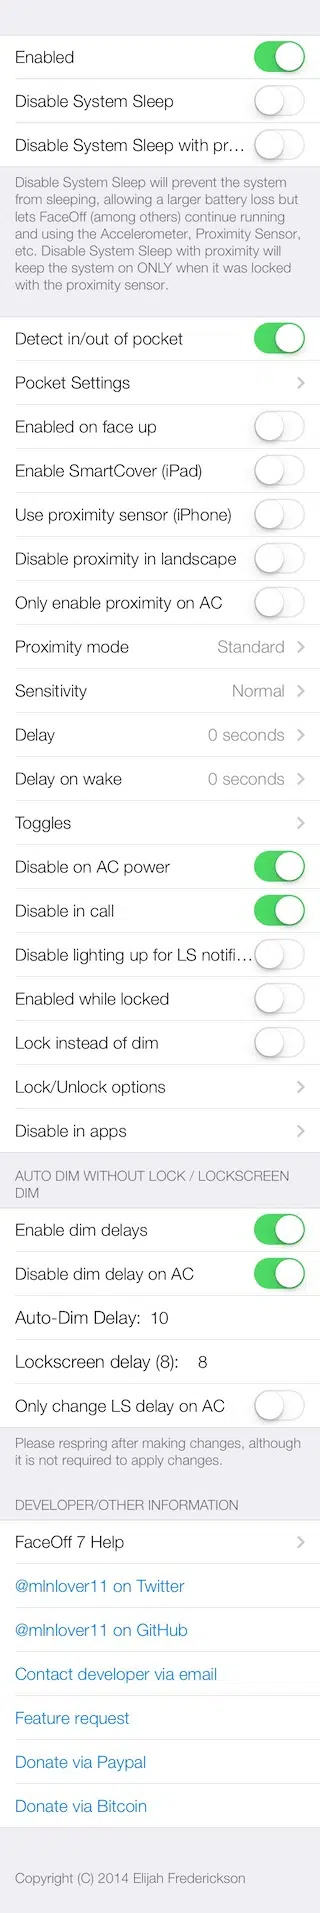 Enabled
Disable System Sleep
Disable System Sleep with pr...
Disable System Sleep will prevent the system
from sleeping, allowing a larger battery loss but
lets FaceOff (among others) continue running
and using the Accelerometer, Proximity Sensor,
etc. Disable System Sleep with proximity will
keep the system on ONLY when it was locked
with the proximity sensor.
Detect in/out of pocket
Pocket Settings
Enabled on face up
Enable SmartCover (iPad)
Use proximity sensor (iPhone)
Disable proximity in landscape
Only enable proximity on AC
Proximity mode Standard
Sensitivity Normal
Delay 0 seconds
Delay on wake 0 seconds
Toggles
Disable on AC power
Disable in call
Disable lighting up for LS notifi...
Enabled while locked
Lock instead of dim
Lock/Unlock options
Disable in apps
AUTO DIM WITHOUT LOCK / LOCKSCREEN
DIM
Enable dim delays
Disable dim delay on AC
Auto-Dim Delay: 10
Lockscreen delay (8): 8
Only change LS delay on AC
Please respring after making changes, although
it is not required to apply changes.
DEVELOPER/OTHER INFORMATION
FaceOff 7 Help
@mlnlover11 on Twitter
@mlnlover11 on GitHub
Contact developer via email
Feature request
Donate via Paypal
Donate via Bitcoin
Copyright (C) 2014 Elijah Frederickson